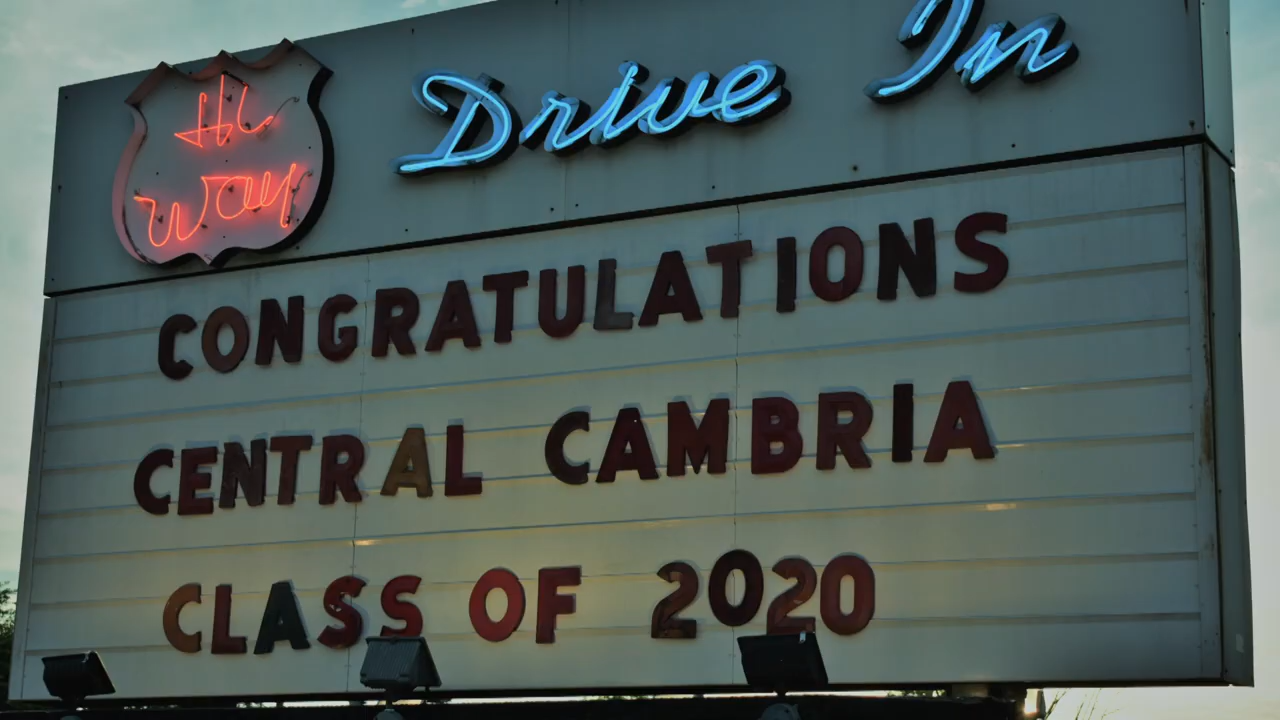 Hi
Way
Drive In
CONGRATULATIONS
CENTRAL CAMBRIA
CLASS OF 2020